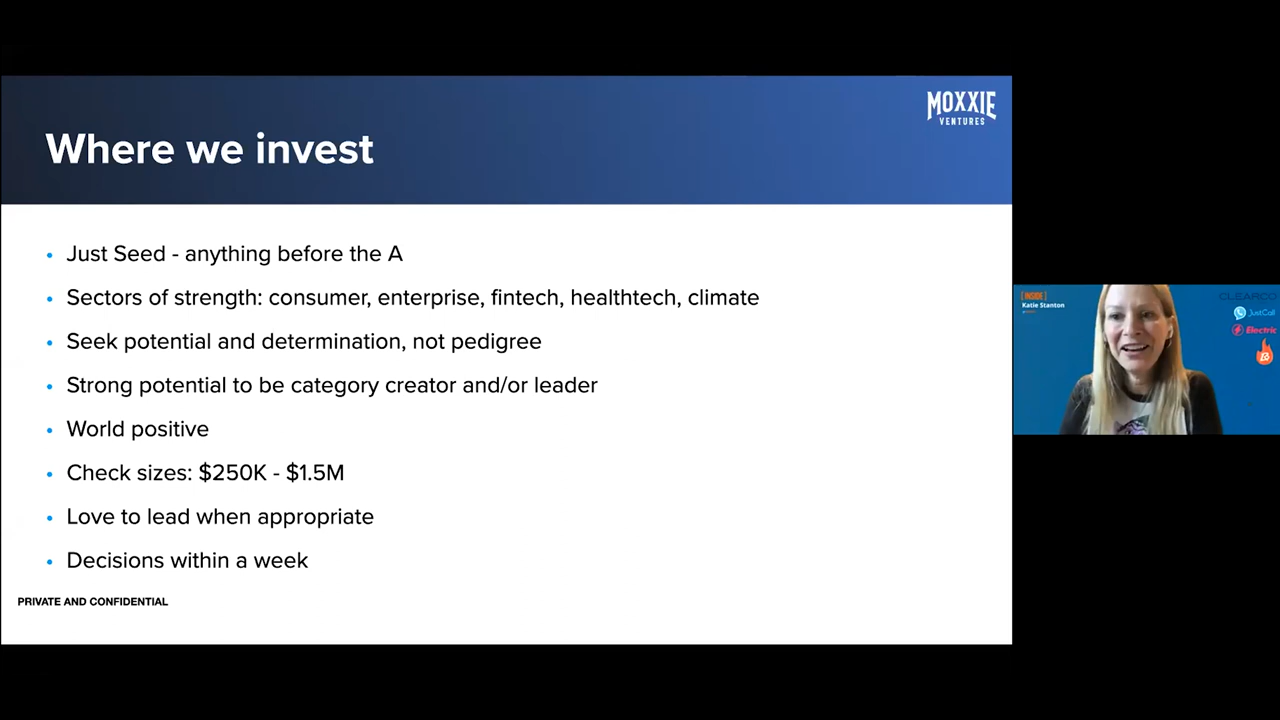 MOXXIE
VENTURES
Where we invest
• Just Seed - anything before the A
• Sectors of strength: consumer, enterprise, fintech, healthtech, climate
• Seek potential and determination, not pedigree
• Strong potential to be category creator and/or leader
• World positive
• Check sizes: $250K - $1.5M
• Love to lead when appropriate
• Decisions within a week
PRIVATE AND CONFIDENTIAL
[INSIDE]
Katie Stanton
CLEARCO
JustCall
Electric